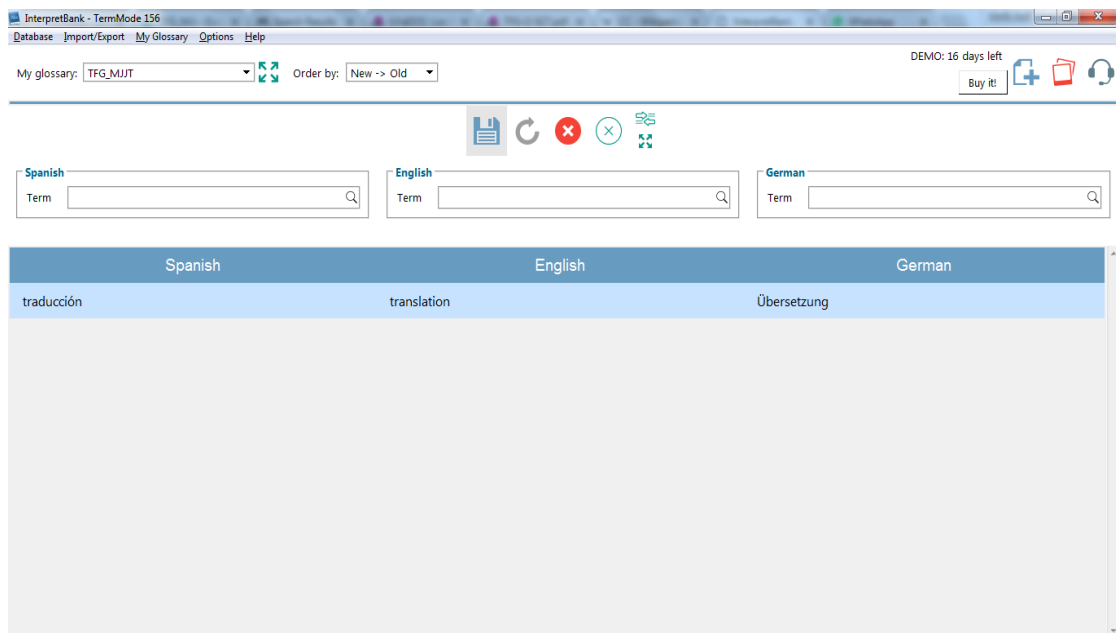 InterpretBank - TermMode 156
Database Import/Export My Glossary Options Help
My glossary: TFG_MJJT Order by: New -> Old DEMO: 16 days left
Buy it!
Spanish English German
Term Term Term
Spanish English German
traducción translation Übersetzung